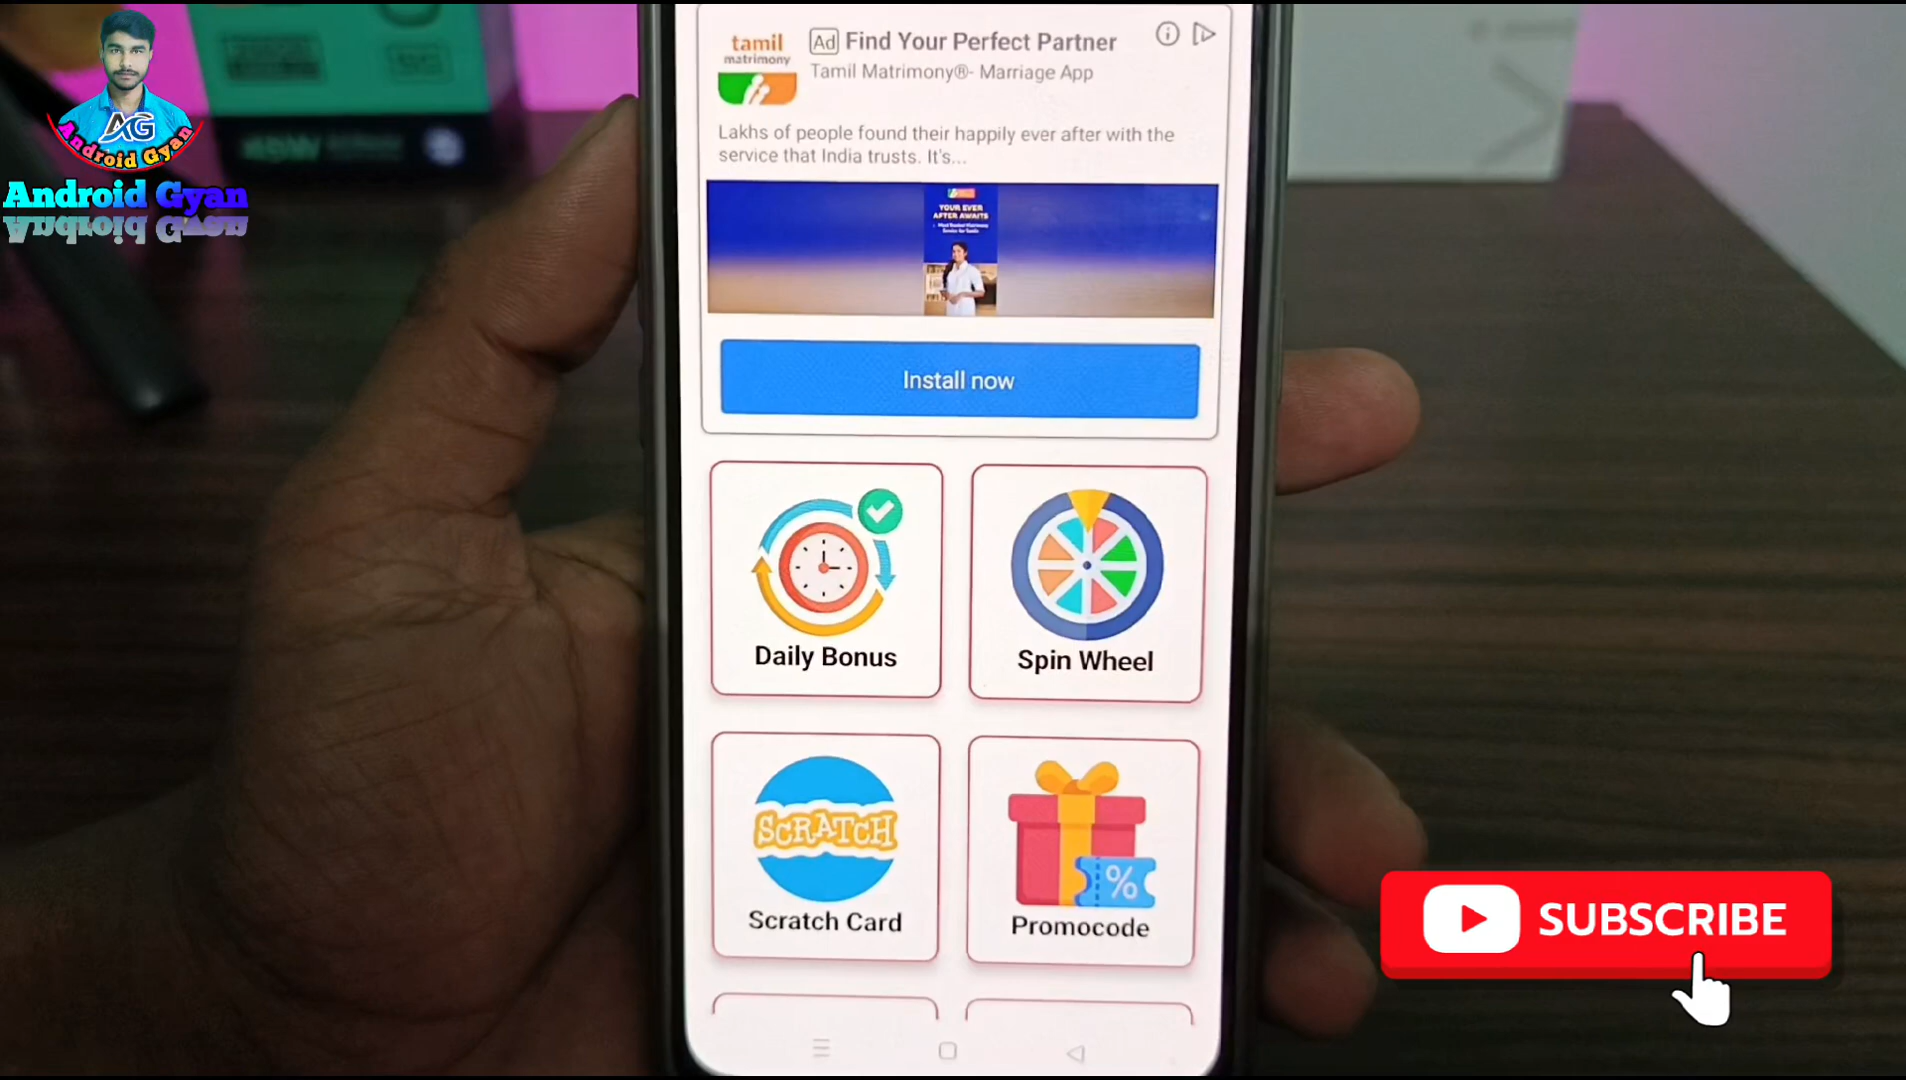 AG
Android Gyan
Android Gyan
45W
tamil
matrimony
Ad Find Your Perfect Partner
Tamil Matrimony®- Marriage App
Lakhs of people found their happily ever after with the
service that India trusts. It's...
YOUR EVER
AFTER AWAITS
Install now
Daily Bonus
Spin Wheel
SCRATCH
Scratch Card
%
Promocode
SUBSCRIBE